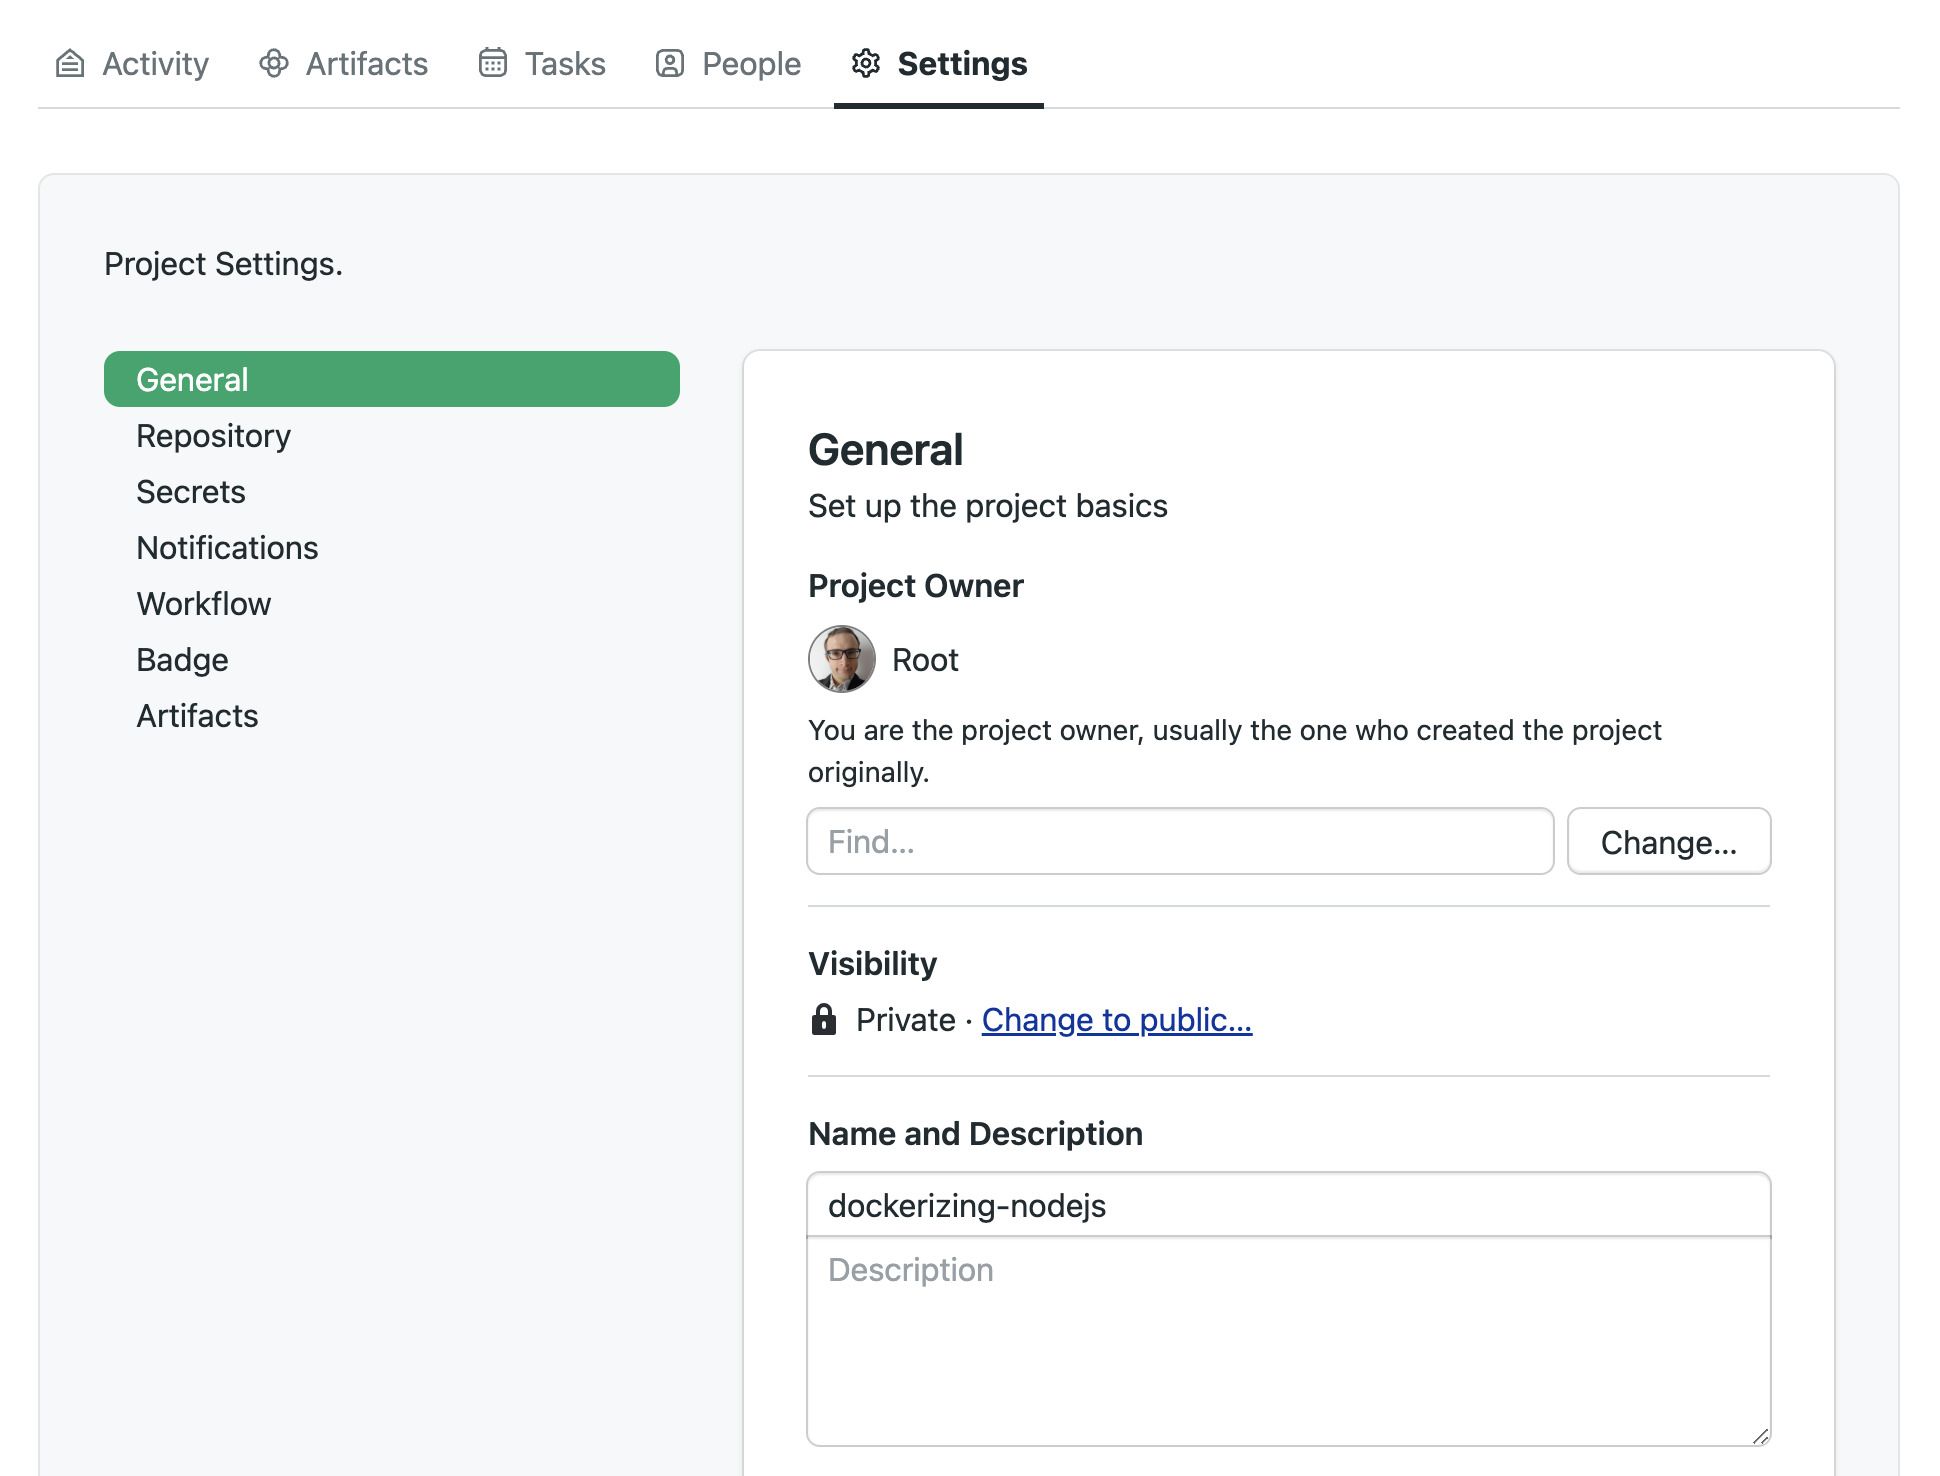 Activity Artifacts Tasks People Settings
Project Settings.
General
Repository
Secrets
Notifications
Workflow
Badge
Artifacts
General
Set up the project basics
Project Owner
Root
You are the project owner, usually the one who created the project
originally.
Find...
Change...
Visibility
Private · Change to public...
Name and Description
dockerizing-nodejs
Description